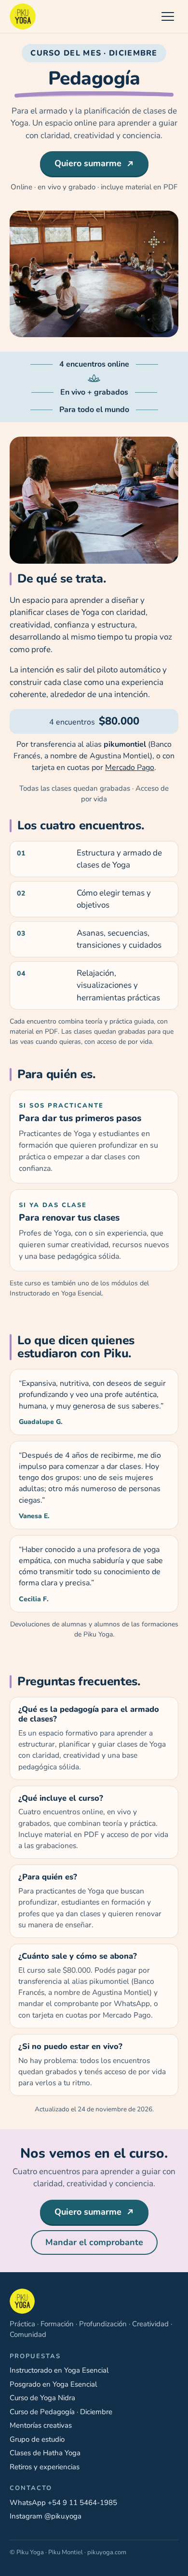 PIKU
YOGA
CURSO DEL MES · DICIEMBRE
Pedagogía
Para el armado y la planificación de clases de
Yoga. Un espacio online para aprender a guiar
con claridad, creatividad y conciencia.
Quiero sumarme ↗
Online · en vivo y grabado · incluye material en PDF
4 encuentros online
En vivo + grabados
Para todo el mundo
De qué se trata.
Un espacio para aprender a diseñar y
planificar clases de Yoga con claridad,
creatividad, confianza y estructura,
desarrollando al mismo tiempo tu propia voz
como profe.
La intención es salir del piloto automático y
construir cada clase como una experiencia
coherente, alrededor de una intención.
4 encuentros $80.000
Por transferencia al alias pikumontiel (Banco
Francés, a nombre de Agustina Montiel), o con
tarjeta en cuotas por Mercado Pago.
Todas las clases quedan grabadas · Acceso de
por vida
Los cuatro encuentros.
01 Estructura y armado de
clases de Yoga
02 Cómo elegir temas y
objetivos
03 Asanas, secuencias,
transiciones y cuidados
04 Relajación,
visualizaciones y
herramientas prácticas
Cada encuentro combina teoría y práctica guiada, con
material en PDF. Las clases quedan grabadas para que
las veas cuando quieras, con acceso de por vida.
Para quién es.
SI SOS PRACTICANTE
Para dar tus primeros pasos
Practicantes de Yoga y estudiantes en
formación que quieren profundizar en su
práctica o empezar a dar clases con
confianza.
SI YA DAS CLASE
Para renovar tus clases
Profes de Yoga, con o sin experiencia, que
quieren sumar creatividad, recursos nuevos
y una base pedagógica sólida.
Este curso es también uno de los módulos del
Instructorado en Yoga Esencial.
Lo que dicen quienes
estudiaron con Piku.
“Expansiva, nutritiva, con deseos de seguir
profundizando y veo una profe auténtica,
humana, y muy generosa de sus saberes.”
Guadalupe G.
“Después de 4 años de recibirme, me dio
impulso para comenzar a dar clases. Hoy
tengo dos grupos: uno de seis mujeres
adultas; otro más numeroso de personas
ciegas.”
Vanesa E.
“Haber conocido a una profesora de yoga
empática, con mucha sabiduría y que sabe
cómo transmitir todo su conocimiento de
forma clara y precisa.”
Cecilia F.
Devoluciones de alumnas y alumnos de las formaciones
de Piku Yoga.
Preguntas frecuentes.
¿Qué es la pedagogía para el armado
de clases?
Es un espacio formativo para aprender a
estructurar, planificar y guiar clases de Yoga
con claridad, creatividad y una base
pedagógica sólida.
¿Qué incluye el curso?
Cuatro encuentros online, en vivo y
grabados, que combinan teoría y práctica.
Incluye material en PDF y acceso de por vida
a las grabaciones.
¿Para quién es?
Para practicantes de Yoga que buscan
profundizar, estudiantes en formación y
profes que ya dan clases y quieren renovar
su manera de enseñar.
¿Cuánto sale y cómo se abona?
El curso sale $80.000. Podés pagar por
transferencia al alias pikumontiel (Banco
Francés, a nombre de Agustina Montiel) y
mandar el comprobante por WhatsApp, o
con tarjeta en cuotas por Mercado Pago.
¿Si no puedo estar en vivo?
No hay problema: todos los encuentros
quedan grabados y tenés acceso de por vida
para verlos a tu ritmo.
Actualizado el 24 de noviembre de 2026.
Nos vemos en el curso.
Cuatro encuentros para aprender a guiar con
claridad, creatividad y conciencia.
Quiero sumarme ↗
Mandar el comprobante
PIKU
YOGA
Práctica · Formación · Profundización · Creatividad ·
Comunidad
PROPUESTAS
Instructorado en Yoga Esencial
Posgrado en Yoga Esencial
Curso de Yoga Nidra
Curso de Pedagogía · Diciembre
Mentorías creativas
Grupo de estudio
Clases de Hatha Yoga
Retiros y experiencias
CONTACTO
WhatsApp +54 9 11 5464-1985
Instagram @piku.yoga
© Piku Yoga · Piku Montiel · pikuyoga.com